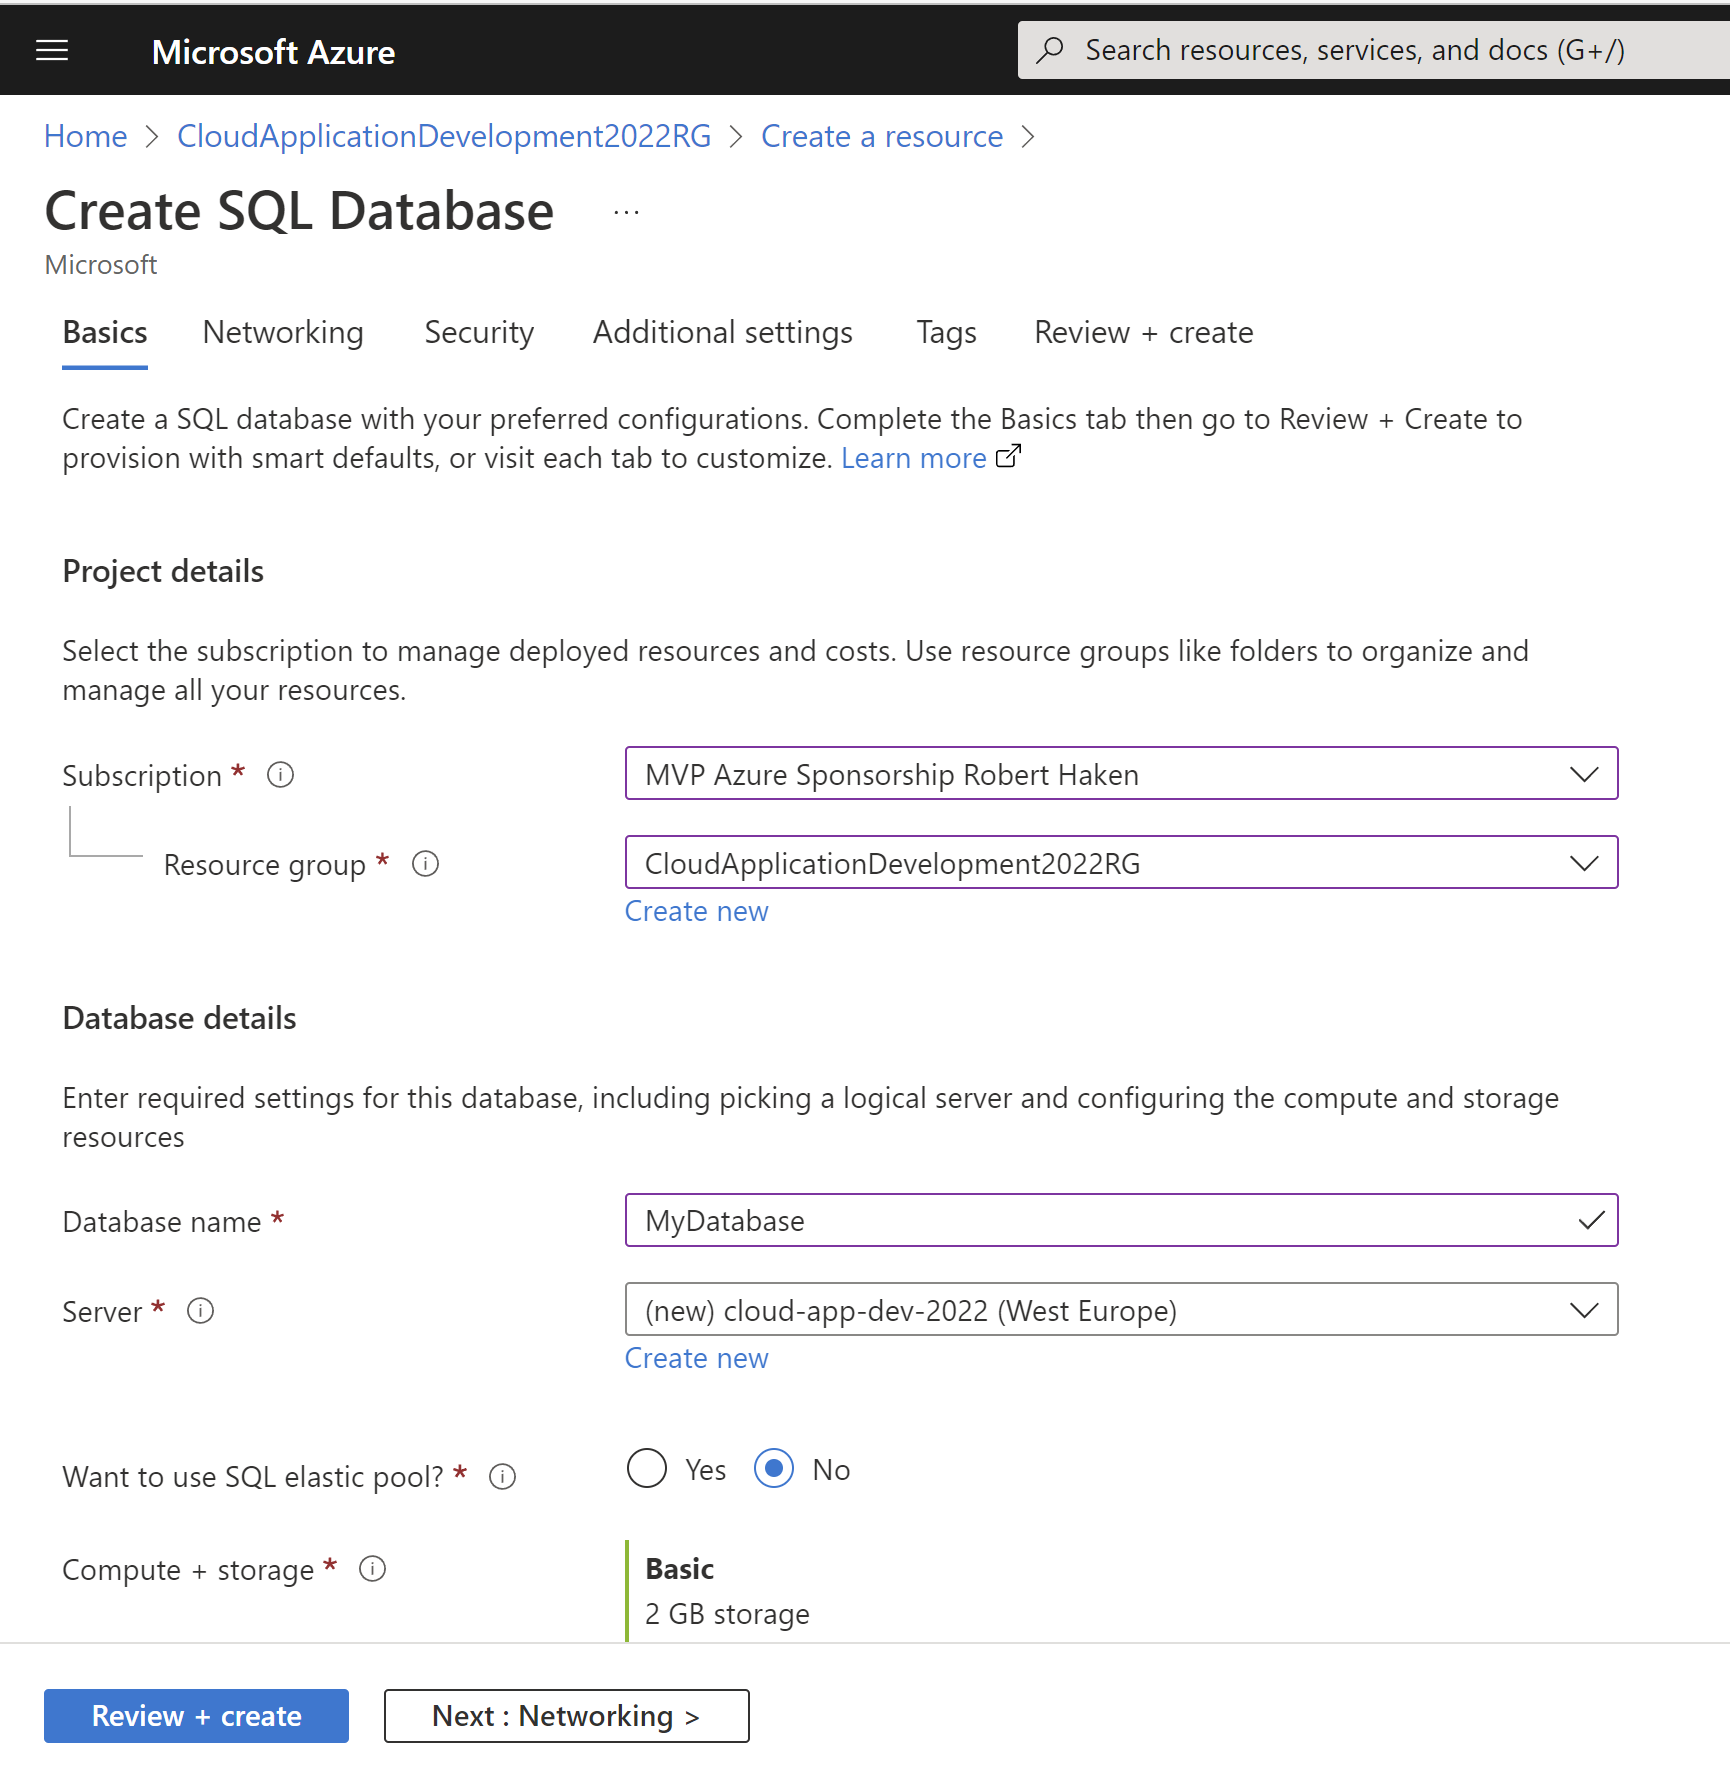 Microsoft Azure
Search resources, services, and docs (G+/)
Home > CloudApplicationDevelopment2022RG > Create a resource >
Create SQL Database ...
Microsoft
Basics Networking Security Additional settings Tags Review + create
Create a SQL database with your preferred configurations. Complete the Basics tab then go to Review + Create to
provision with smart defaults, or visit each tab to customize. Learn more
Project details
Select the subscription to manage deployed resources and costs. Use resource groups like folders to organize and
manage all your resources.
Subscription *
MVP Azure Sponsorship Robert Haken
Resource group *
CloudApplicationDevelopment2022RG
Create new
Database details
Enter required settings for this database, including picking a logical server and configuring the compute and storage
resources
Database name *
MyDatabase
Server *
(new) cloud-app-dev-2022 (West Europe)
Create new
Want to use SQL elastic pool? *
Yes No
Compute + storage *
Basic
2 GB storage
Review + create
Next : Networking >